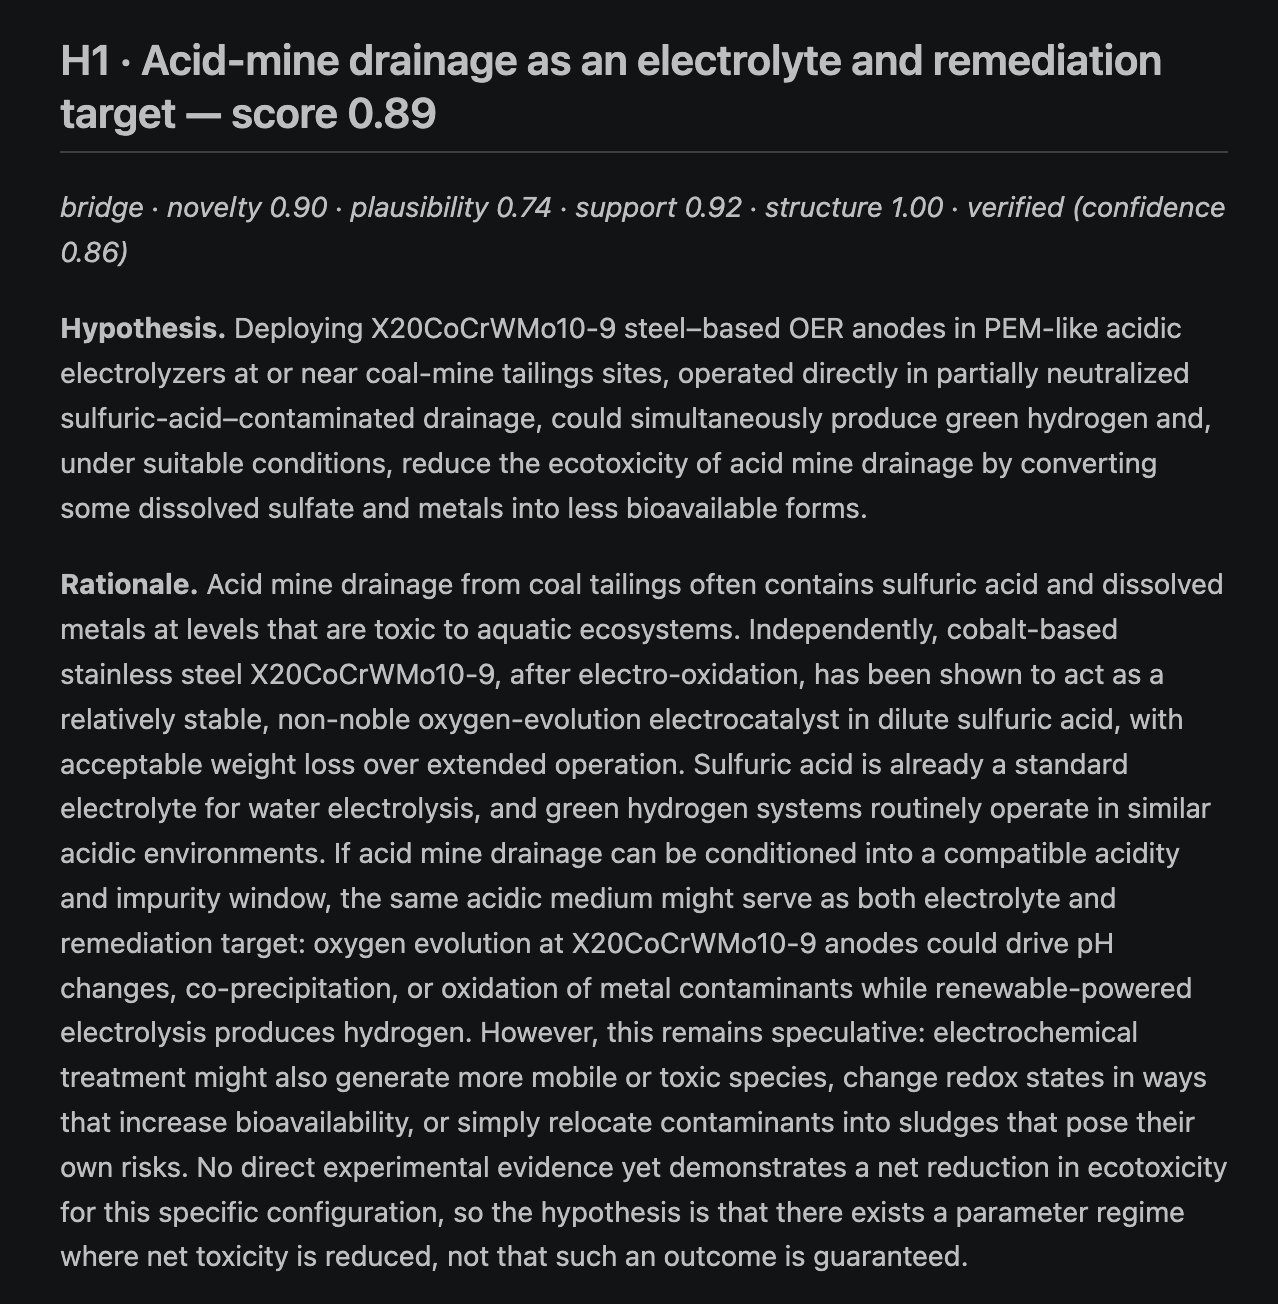 H1 · Acid-mine drainage as an electrolyte and remediation
target — score 0.89
bridge · novelty 0.90 · plausibility 0.74 · support 0.92 · structure 1.00 · verified (confidence
0.86)
Hypothesis. Deploying X20CoCrWMo10-9 steel–based OER anodes in PEM-like acidic
electrolyzers at or near coal-mine tailings sites, operated directly in partially neutralized
sulfuric-acid–contaminated drainage, could simultaneously produce green hydrogen and,
under suitable conditions, reduce the ecotoxicity of acid mine drainage by converting
some dissolved sulfate and metals into less bioavailable forms.
Rationale. Acid mine drainage from coal tailings often contains sulfuric acid and dissolved
metals at levels that are toxic to aquatic ecosystems. Independently, cobalt-based
stainless steel X20CoCrWMo10-9, after electro-oxidation, has been shown to act as a
relatively stable, non-noble oxygen-evolution electrocatalyst in dilute sulfuric acid, with
acceptable weight loss over extended operation. Sulfuric acid is already a standard
electrolyte for water electrolysis, and green hydrogen systems routinely operate in similar
acidic environments. If acid mine drainage can be conditioned into a compatible acidity
and impurity window, the same acidic medium might serve as both electrolyte and
remediation target: oxygen evolution at X20CoCrWMo10-9 anodes could drive pH
changes, co-precipitation, or oxidation of metal contaminants while renewable-powered
electrolysis produces hydrogen. However, this remains speculative: electrochemical
treatment might also generate more mobile or toxic species, change redox states in ways
that increase bioavailability, or simply relocate contaminants into sludges that pose their
own risks. No direct experimental evidence yet demonstrates a net reduction in ecotoxicity
for this specific configuration, so the hypothesis is that there exists a parameter regime
where net toxicity is reduced, not that such an outcome is guaranteed.